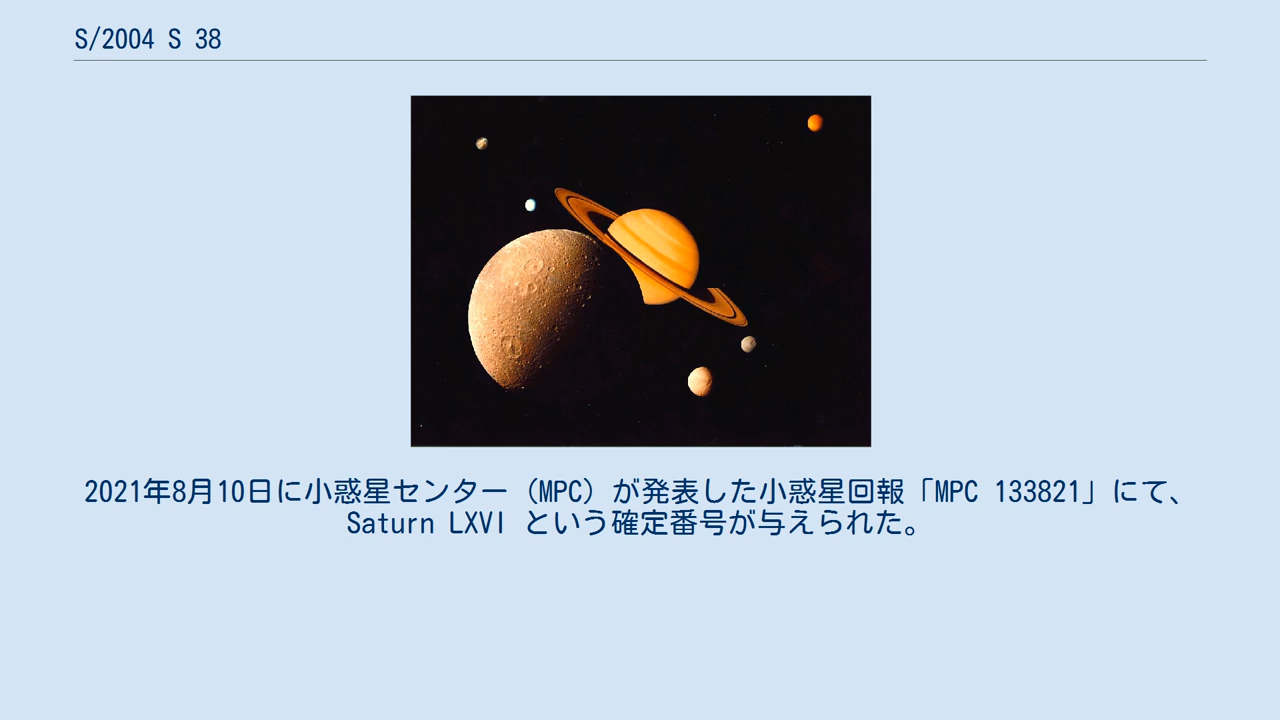 S/2004 S 38
2021年8月10日に小惑星センター（MPC）が発表した小惑星回報「MPC 133821」にて、
Saturn LXVI という確定番号が与えられた。